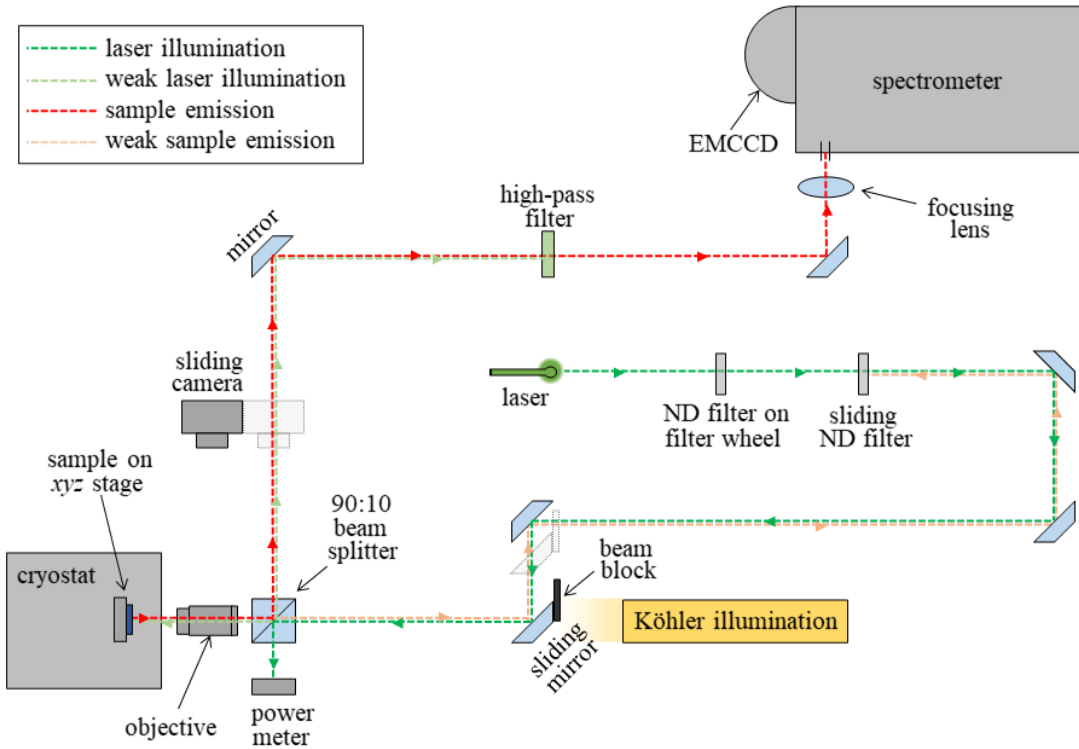 laser illumination
weak laser illumination
sample emission
weak sample emission
spectrometer
EMCCD
focusing
lens
high-pass
filter
mirror
sliding
camera
laser
ND filter on
filter wheel
sliding
ND filter
sample on
xyz stage
90:10
beam
splitter
beam
block
cryostat
Köhler illumination
sliding
mirror
objective
power
meter